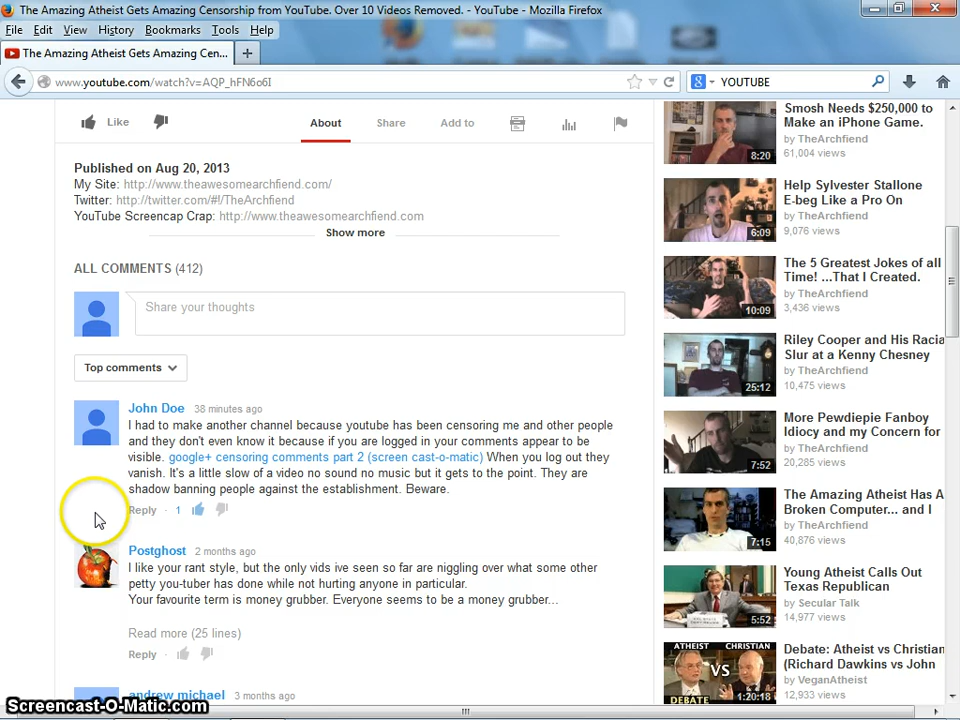 The Amazing Atheist Gets Amazing Censorship from YouTube. Over 10 Videos Removed. - YouTube - Mozilla Firefox
File Edit View History Bookmarks Tools Help
The Amazing Atheist Gets Amazing Cen... +
www.youtube.com/watch?v=AQP_hFN6o6I
8 YOUTUBE
Like
About Share Add to
Published on Aug 20, 2013
My Site: http://www.theawesomearchfiend.com/
Twitter: http://twitter.com/#!/TheArchfiend
YouTube Screencap Crap: http://www.theawesomearchfiend.com
Show more
ALL COMMENTS (412)
Share your thoughts
Top comments
John Doe 38 minutes ago
I had to make another channel because youtube has been censoring me and other people
and they don't even know it because if you are logged in your comments appear to be
visible. google+ censoring comments part 2 (screen cast-o-matic) When you log out they
vanish. It's a little slow of a video no sound no music but it gets to the point. They are
shadow banning people against the establishment. Beware.
Reply · 1
Postghost 2 months ago
I like your rant style, but the only vids ive seen so far are niggling over what some other
petty you-tuber has done while not hurting anyone in particular.
Your favourite term is money grubber. Everyone seems to be a money grubber...
Read more (25 lines)
Reply ·
andrew michael 3 months ago
8:20
Smosh Needs $250,000 to
Make an iPhone Game.
by TheArchfiend
61,004 views
6:09
Help Sylvester Stallone
E-beg Like a Pro On
by TheArchfiend
9,076 views
10:09
The 5 Greatest Jokes of all
Time! ...That I Created.
by TheArchfiend
3,436 views
25:12
Riley Cooper and His Racia
Slur at a Kenny Chesney
by TheArchfiend
10,475 views
7:52
More Pewdiepie Fanboy
Idiocy and My Concern for
by TheArchfiend
20,285 views
7:15
The Amazing Atheist Has A
Broken Computer... and I
by TheArchfiend
40,876 views
5:52
Young Atheist Calls Out
Texas Republican
by Secular Talk
14,977 views
ATHEIST CHRISTIAN
VS
DEBATE
1:20:18
Debate: Atheist vs Christian
(Richard Dawkins vs John
by VeganAtheist
12,933 views
Screencast-O-Matic.com